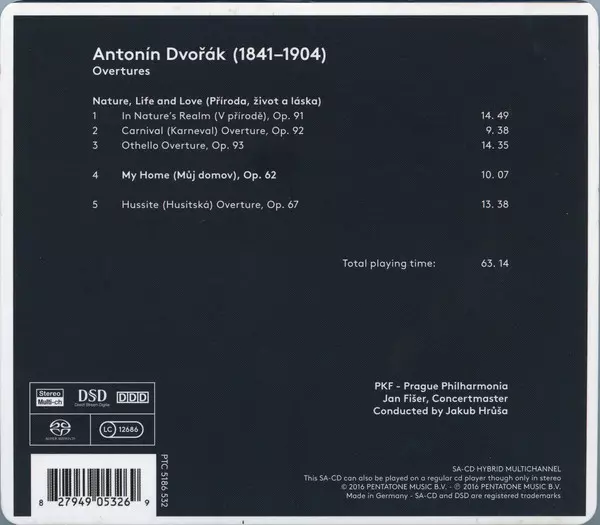 Antonín Dvořák (1841–1904)
Overtures
Nature, Life and Love (Příroda, život a láska)
1 In Nature's Realm (V přírodě), Op. 91 14. 49
2 Carnival (Karneval) Overture, Op. 92 9. 38
3 Othello Overture, Op. 93 14. 35
4 My Home (Můj domov), Op. 62 10. 07
5 Hussite (Husitská) Overture, Op. 67 13. 38
Total playing time: 63. 14
PKF - Prague Philharmonia
Jan Fišer, Concertmaster
Conducted by Jakub Hrůša
Stereo
Multi-ch
DSD
Direct Stream Digital
DDD
SUPER AUDIO CD
LC 12686
PTC 5186 532
8 27949 05326 9
SA-CD HYBRID MULTICHANNEL
This SA-CD can also be played on a regular cd player though only in stereo.
© 2016 PENTATONE MUSIC B.V. - ℗ 2016 PENTATONE MUSIC B.V.
Made in Germany - SA-CD and DSD are registered trademarks